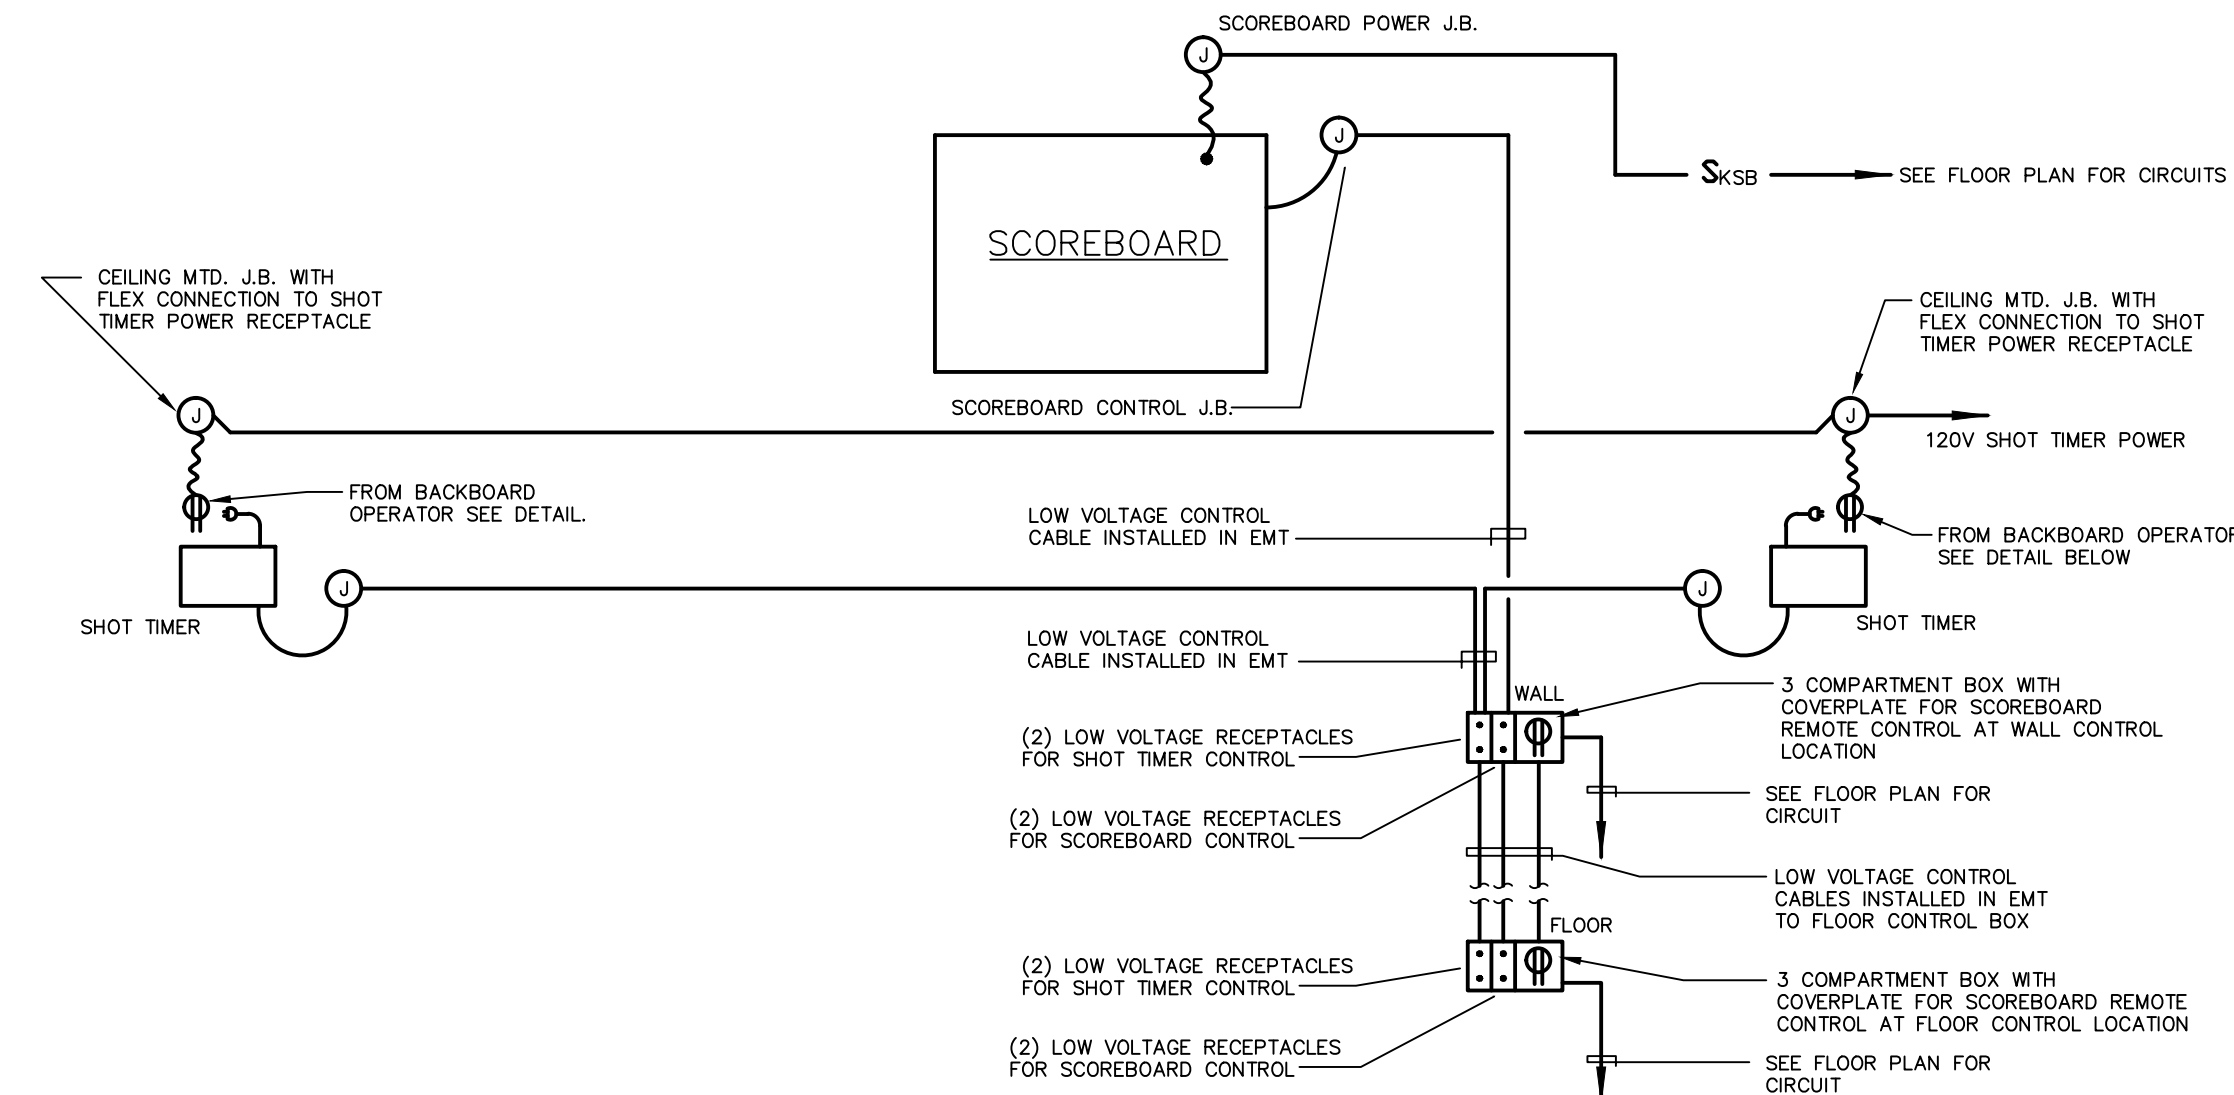 SCOREBOARD POWER J.B.
J
J
SKSB
SEE FLOOR PLAN FOR CIRCUITS
SCOREBOARD
CEILING MTD. J.B. WITH
FLEX CONNECTION TO SHOT
TIMER POWER RECEPTACLE
CEILING MTD. J.B. WITH
FLEX CONNECTION TO SHOT
TIMER POWER RECEPTACLE
SCOREBOARD CONTROL J.B.
J
J
120V SHOT TIMER POWER
FROM BACKBOARD
OPERATOR SEE DETAIL.
LOW VOLTAGE CONTROL
CABLE INSTALLED IN EMT
FROM BACKBOARD OPERATOR
SEE DETAIL BELOW
J
J
SHOT TIMER
SHOT TIMER
LOW VOLTAGE CONTROL
CABLE INSTALLED IN EMT
WALL
3 COMPARTMENT BOX WITH
COVERPLATE FOR SCOREBOARD
REMOTE CONTROL AT WALL CONTROL
LOCATION
(2) LOW VOLTAGE RECEPTACLES
FOR SHOT TIMER CONTROL
SEE FLOOR PLAN FOR
CIRCUIT
(2) LOW VOLTAGE RECEPTACLES
FOR SCOREBOARD CONTROL
LOW VOLTAGE CONTROL
CABLES INSTALLED IN EMT
TO FLOOR CONTROL BOX
FLOOR
(2) LOW VOLTAGE RECEPTACLES
FOR SHOT TIMER CONTROL
3 COMPARTMENT BOX WITH
COVERPLATE FOR SCOREBOARD REMOTE
CONTROL AT FLOOR CONTROL LOCATION
(2) LOW VOLTAGE RECEPTACLES
FOR SCOREBOARD CONTROL
SEE FLOOR PLAN FOR
CIRCUIT